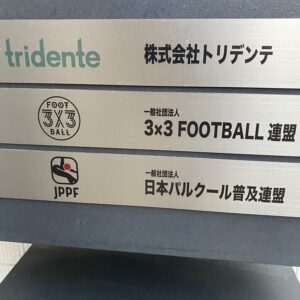 tridente 株式会社トリデンテ
FOOT
3X3
BALL
一般社団法人
3×3 FOOTBALL 連盟
JPPF
一般社団法人
日本パルクール普及連盟